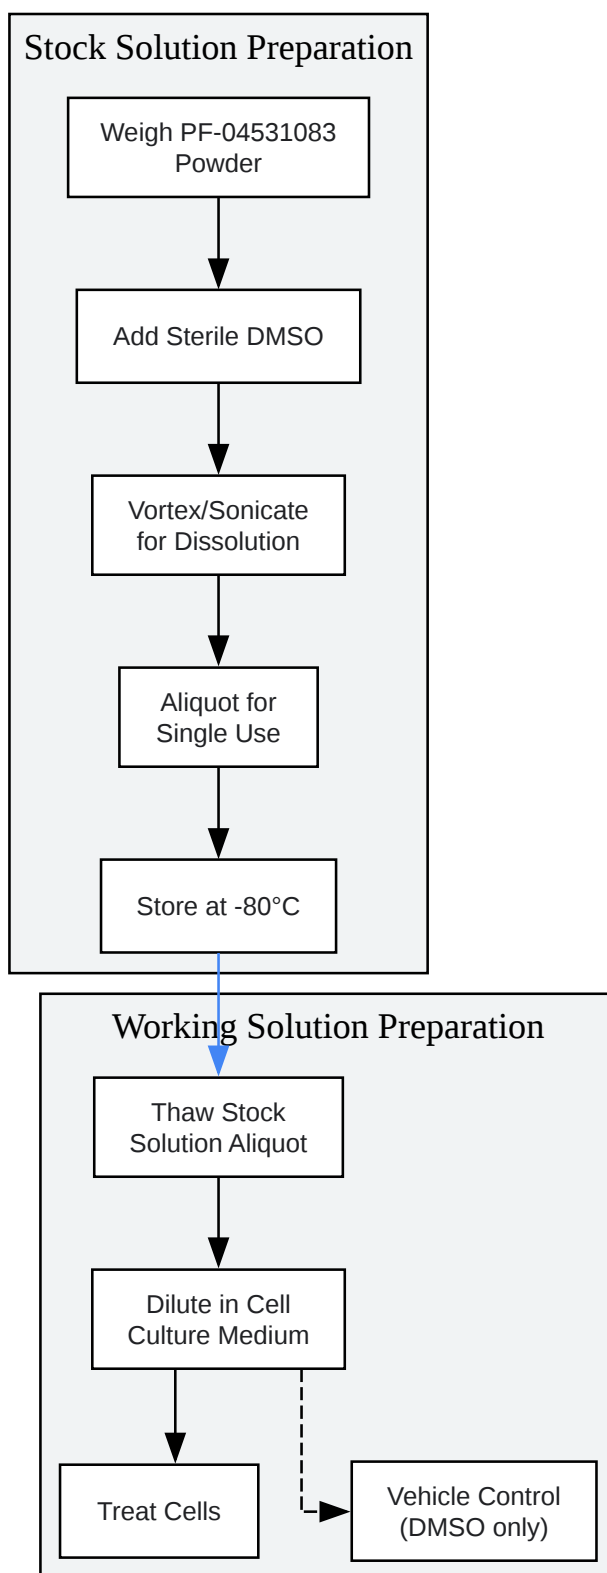 Stock Solution Preparation
Weigh PF-04531083
Powder
Add Sterile DMSO
Vortex/Sonicate
for Dissolution
Aliquot for
Single Use
Store at -80°C
Working Solution Preparation
Thaw Stock
Solution Aliquot
Dilute in Cell
Culture Medium
Treat Cells
Vehicle Control
(DMSO only)